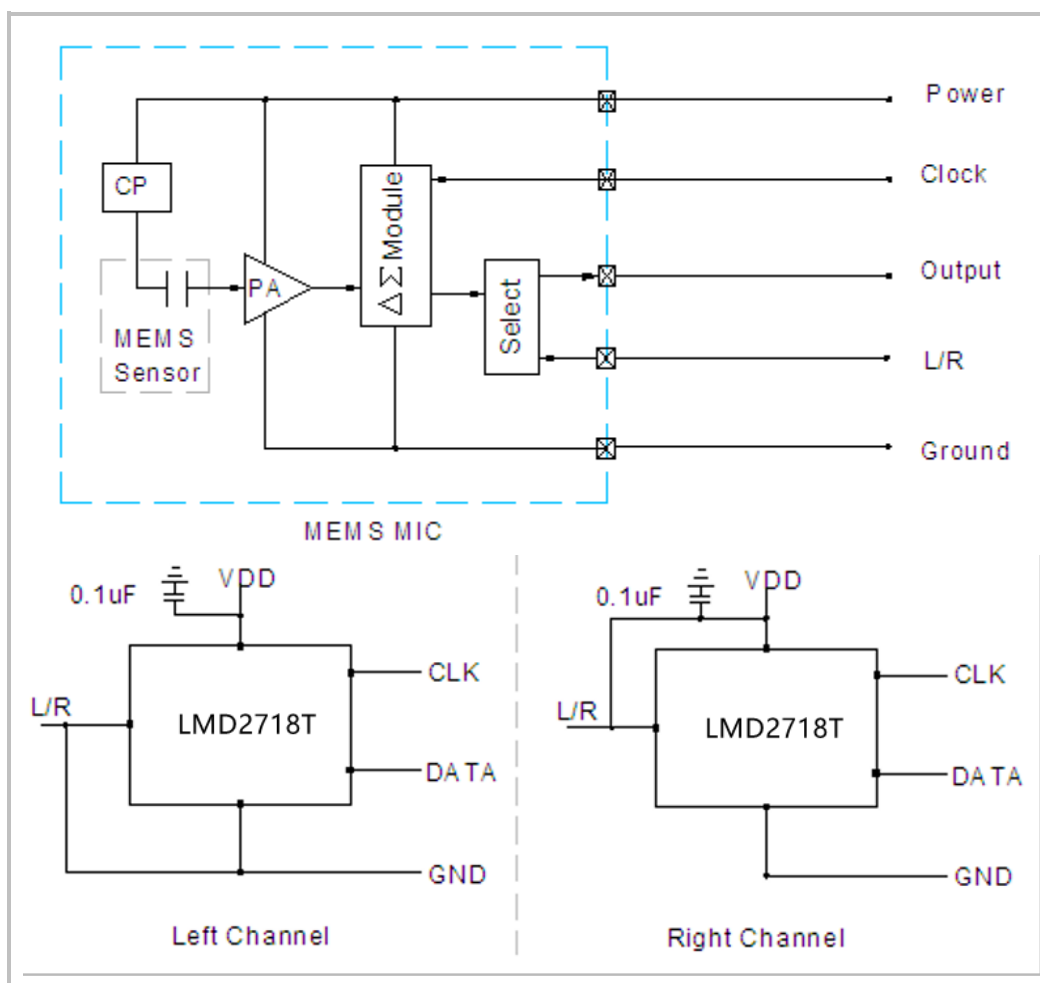 Power
Clock
CP
ΔΣ Module
Output
PA
Select
MEMS
Sensor
L/R
Ground
MEMS MIC
0.1uF
VDD
CLK
L/R
LMD2718T
DATA
GND
Left Channel
0.1uF
VDD
CLK
L/R
LMD2718T
DATA
GND
Right Channel